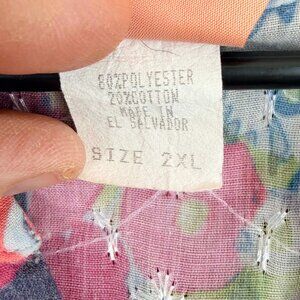 80%POLYESTER
20%COTTON
MADE IN
EL SALVADOR
SIZE 2XL